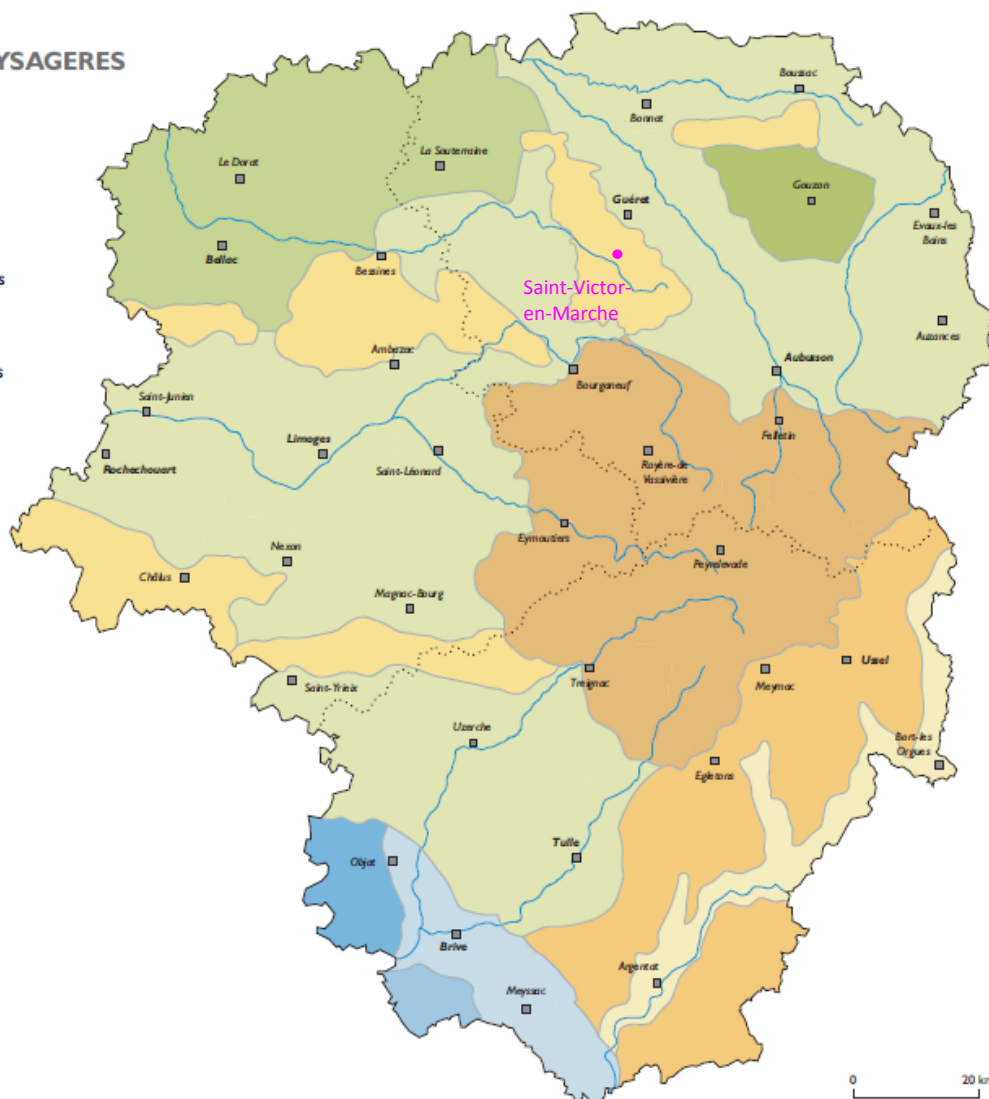 YSAGERES
s
s
Boussac
Bonnat
La Souterraine
Le Dorat
Gouzon
Guéret
Evaux-les
Bains
Bellac
Bessines
Saint-Victor-
en-Marche
Auzances
Ambazac
Aubusson
Bourganeuf
Saint-Junien
Felletin
Limoges
Rochechouart
Saint-Léonard
Royère-de
Vassivière
Eymoutiers
Peyrelevade
Nexon
Châlus
Magnac-Bourg
Ussel
Meymac
Treignac
Saint-Yrieix
Uzerche
Bort-les
Orgues
Egletons
Tulle
Objat
Brive
Argentat
Meyssac
0 20 km